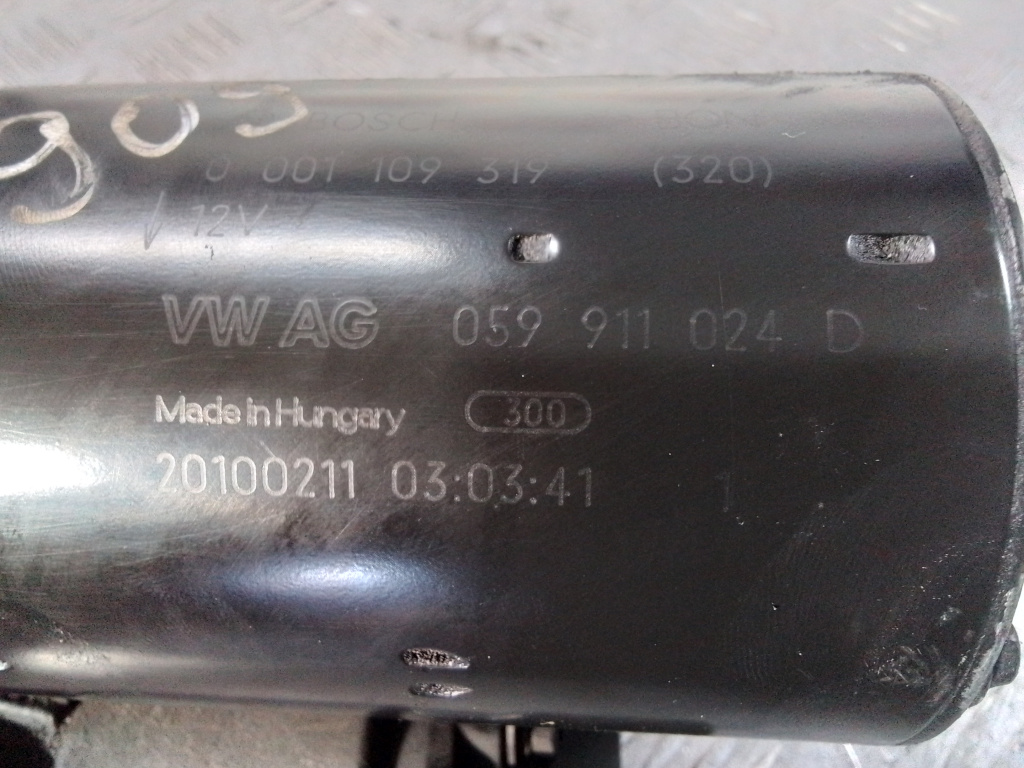 903
BOSCH
0 001 109 319 (320)
12V
VW AG 059 911 024 D
Made in Hungary 300
20100211 03:03:41 1